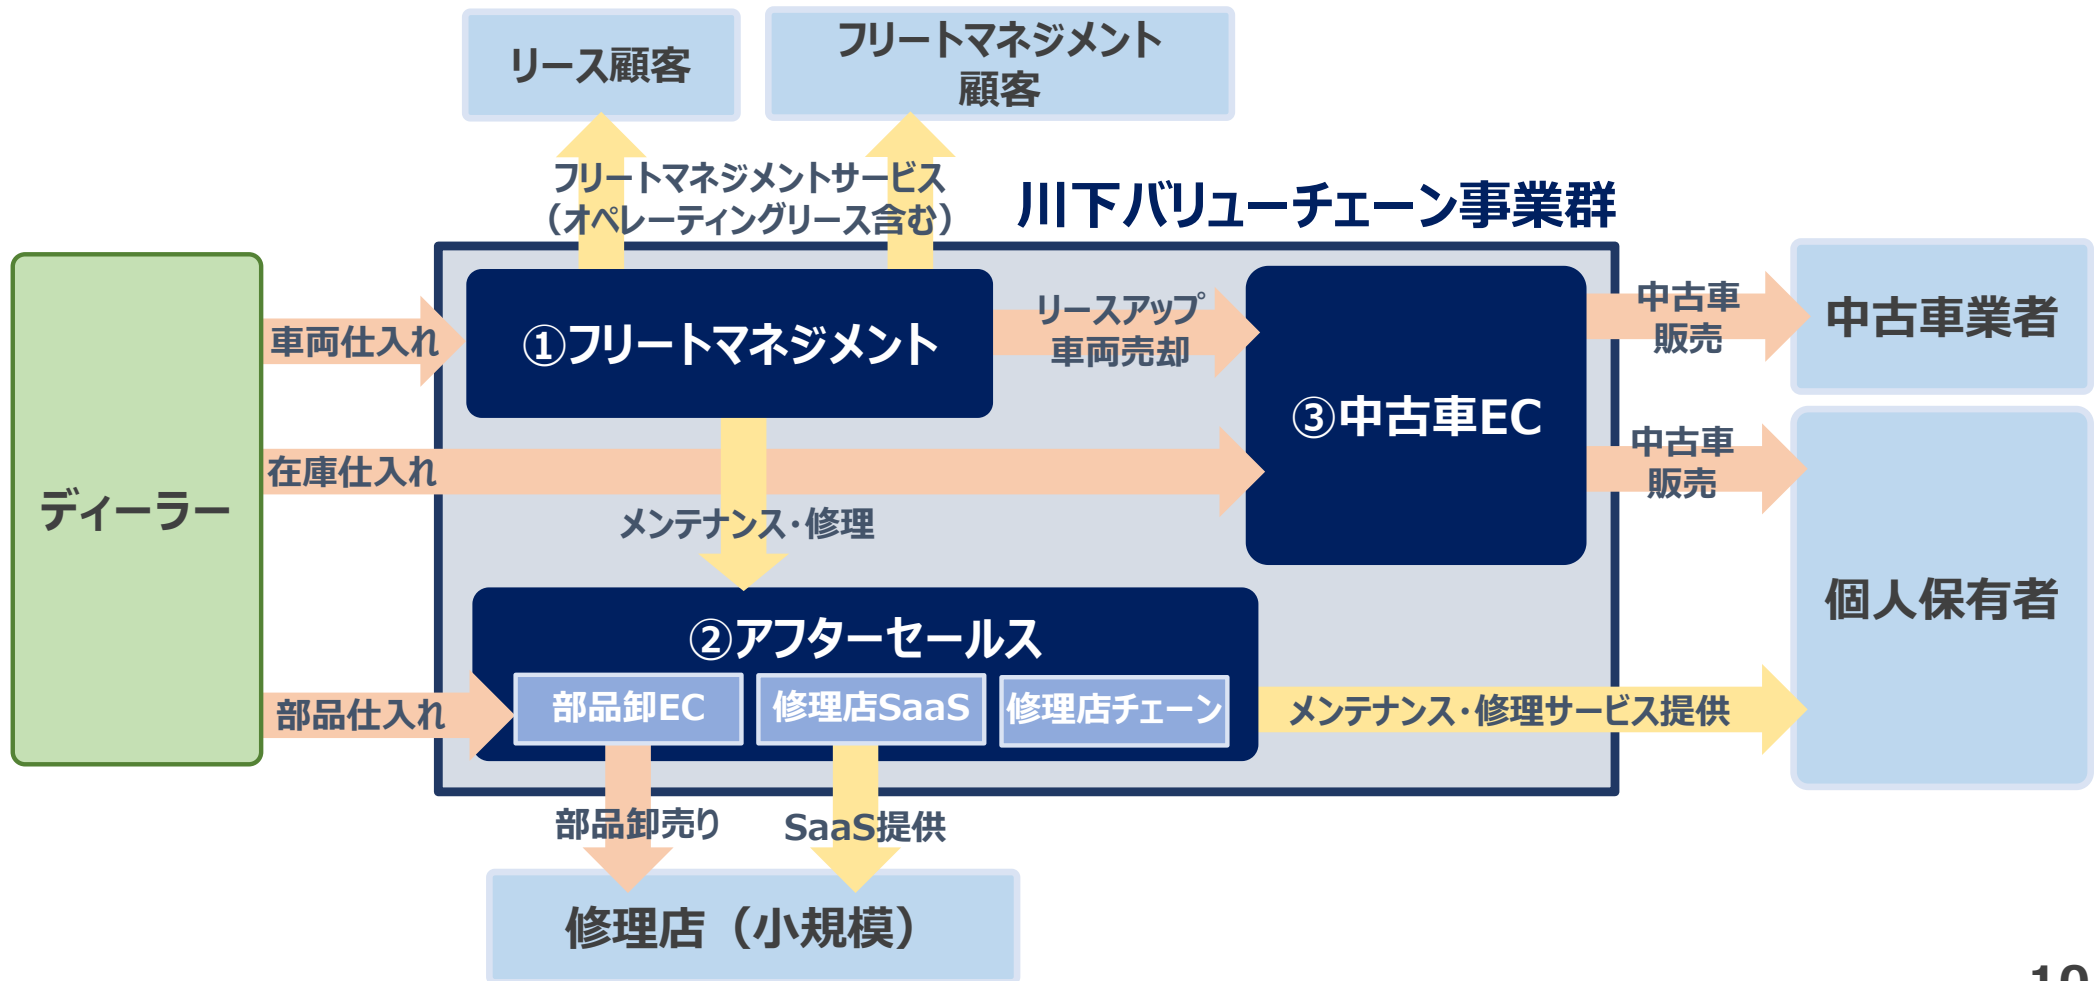 リース顧客
フリートマネジメント
顧客
フリートマネジメントサービス
（オペレーティングリース含む）
川下バリューチェーン事業群
ディーラー
車両仕入れ
①フリートマネジメント
リースアップ
車両売却
③中古車EC
中古車
販売
中古車業者
在庫仕入れ
中古車
販売
メンテナンス・修理
個人保有者
②アフターセールス
部品仕入れ
部品卸EC
修理店SaaS
修理店チェーン
メンテナンス・修理サービス提供
部品卸売り
SaaS提供
修理店（小規模）